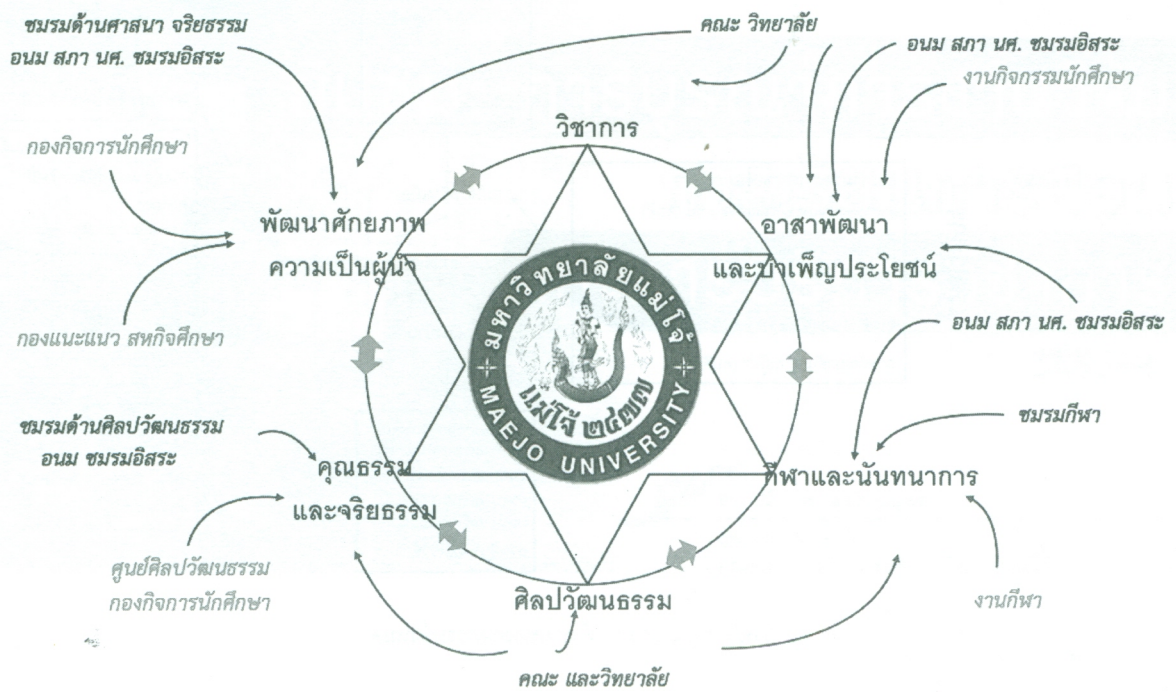 ชมรมด้านศาสนา จริยธรรม
อนม สภา นศ. ชมรมอิสระ
คณะ วิทยาลัย
อนม สภา นศ. ชมรมอิสระ
งานกิจกรรมนักศึกษา
วิชาการ
กองกิจการนักศึกษา
พัฒนาศักยภาพ
ความเป็นผู้นำ
อาสาพัฒนา
และบำเพ็ญประโยชน์
มหาวิทยาลัยแม่โจ้
แม่โจ้ ๒๔๗๗
MAEJO UNIVERSITY
กองแนะแนว สหกิจศึกษา
อนม สภา นศ. ชมรมอิสระ
ชมรมด้านศิลปวัฒนธรรม
อนม ชมรมอิสระ
ชมรมกีฬา
คุณธรรม
และจริยธรรม
กีฬาและนันทนาการ
ศูนย์ศิลปวัฒนธรรม
กองกิจการนักศึกษา
ศิลปวัฒนธรรม
งานกีฬา
คณะ และวิทยาลัย